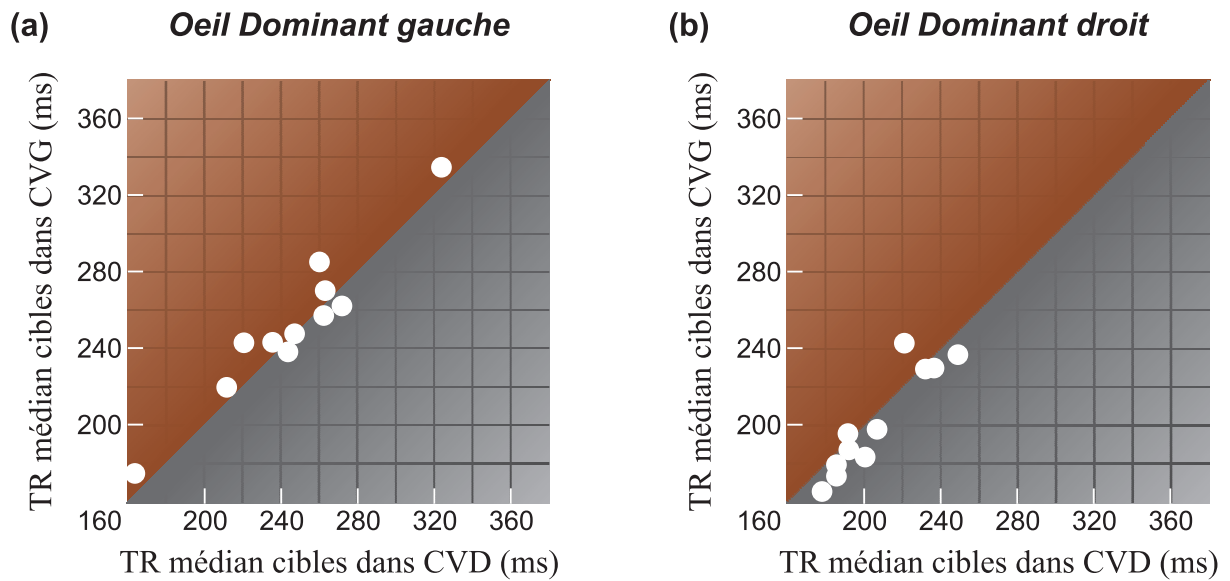 (a) Oeil Dominant gauche
TR médian cibles dans CVG (ms)
360
320
280
240
200
160 200 240 280 320 360
TR médian cibles dans CVD (ms)
(b) Oeil Dominant droit
TR médian cibles dans CVG (ms)
360
320
280
240
200
160 200 240 280 320 360
TR médian cibles dans CVD (ms)